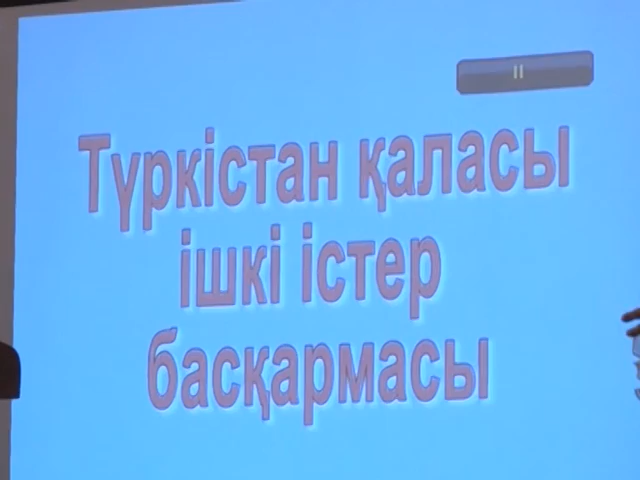 Түркістан қаласы
ішкі істер
басқармасы